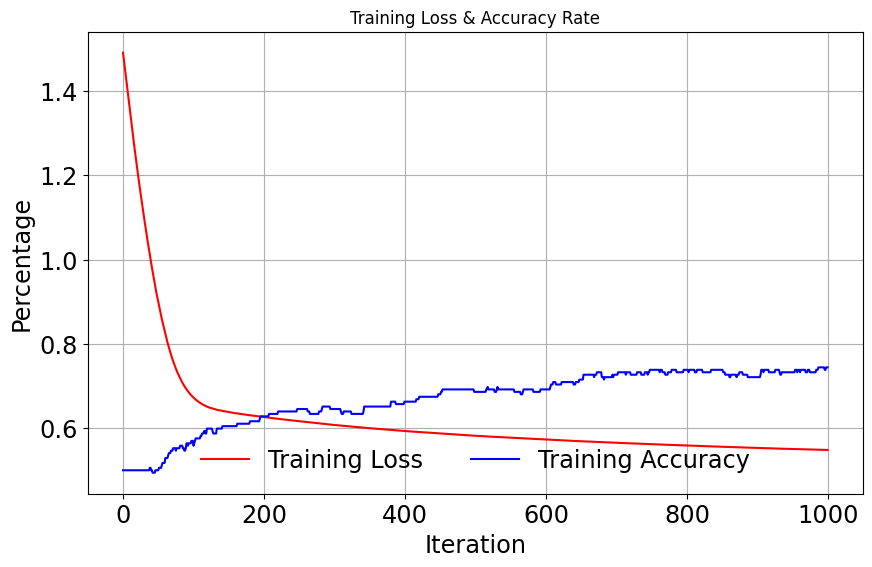 Training Loss & Accuracy Rate
Percentage
1.4
1.2
1.0
0.8
0.6
Training Loss Training Accuracy
0 200 400 600 800 1000
Iteration